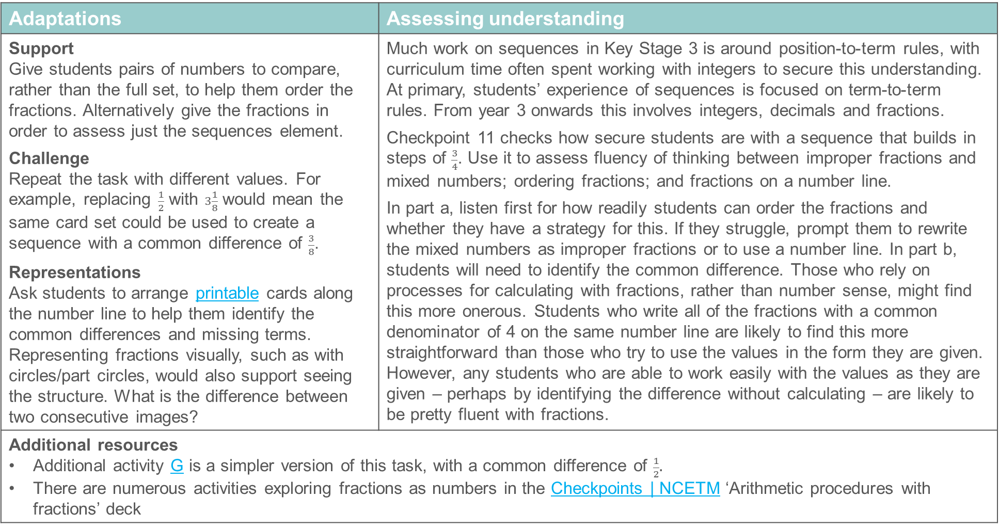 Adaptations
Support
Give students pairs of numbers to compare,
rather than the full set, to help them order the
fractions. Alternatively give the fractions in
order to assess just the sequences element.
Challenge
Repeat the task with different values. For
example, replacing 1/2 with 3 1/8 would mean the
same card set could be used to create a
sequence with a common difference of 3/8.
Representations
Ask students to arrange printable cards along
the number line to help them identify the
common differences and missing terms.
Representing fractions visually, such as with
circles/part circles, would also support seeing
the structure. What is the difference between
two consecutive images?
Assessing understanding
Much work on sequences in Key Stage 3 is around position-to-term rules, with
curriculum time often spent working with integers to secure this understanding.
At primary, students’ experience of sequences is focused on term-to-term
rules. From year 3 onwards this involves integers, decimals and fractions.
Checkpoint 11 checks how secure students are with a sequence that builds in
steps of 3/4. Use it to assess fluency of thinking between improper fractions and
mixed numbers; ordering fractions; and fractions on a number line.
In part a, listen first for how readily students can order the fractions and
whether they have a strategy for this. If they struggle, prompt them to rewrite
the mixed numbers as improper fractions or to use a number line. In part b,
students will need to identify the common difference. Those who rely on
processes for calculating with fractions, rather than number sense, might find
this more onerous. Students who write all of the fractions with a common
denominator of 4 on the same number line are likely to find this more
straightforward than those who try to use the values in the form they are given.
However, any students who are able to work easily with the values as they are
given – perhaps by identifying the difference without calculating – are likely to
be pretty fluent with fractions.
Additional resources
• Additional activity G is a simpler version of this task, with a common difference of 1/2.
• There are numerous activities exploring fractions as numbers in the Checkpoints | NCETM ‘Arithmetic procedures with
fractions’ deck